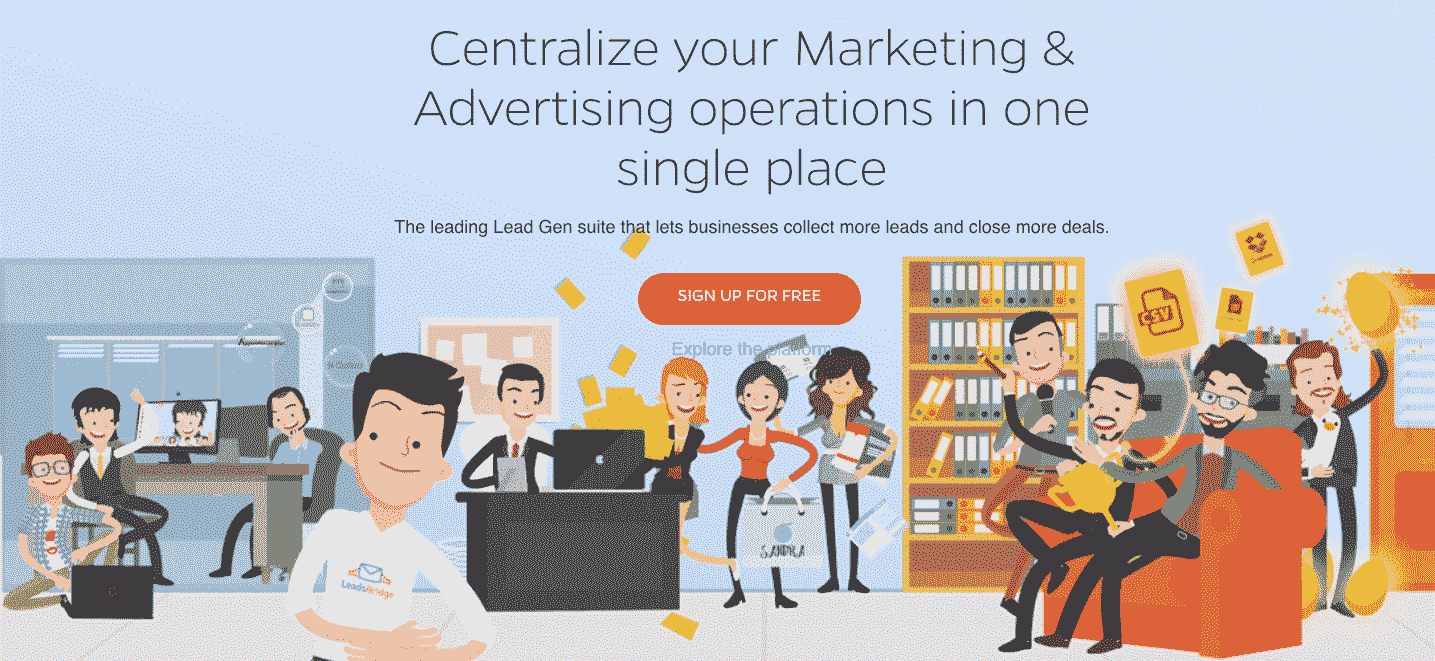 Centralize your Marketing &
Advertising operations in one
single place
The leading Lead Gen suite that lets businesses collect more leads and close more deals.
SIGN UP FOR FREE
Explore the platform
CSV
SANDRA
LeadsBridge